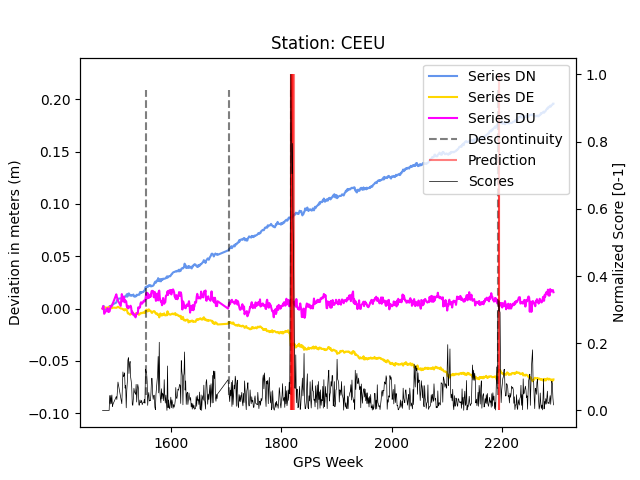 Station: CEEU
Series DN
Series DE
Series DU
Descontinuity
Prediction
Scores
Deviation in meters (m)
0.20
0.15
0.10
0.05
0.00
−0.05
−0.10
1.0
0.8
0.6
0.4
0.2
0.0
Normalized Score [0-1]
1600 1800 2000 2200
GPS Week